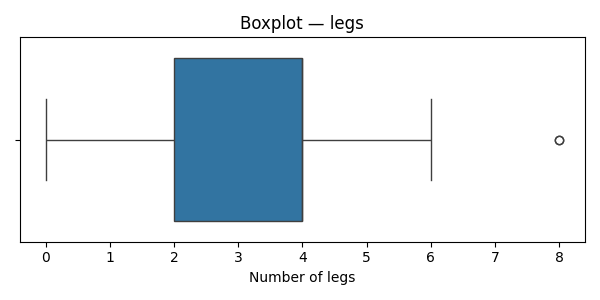 Boxplot — legs
0 1 2 3 4 5 6 7 8
Number of legs